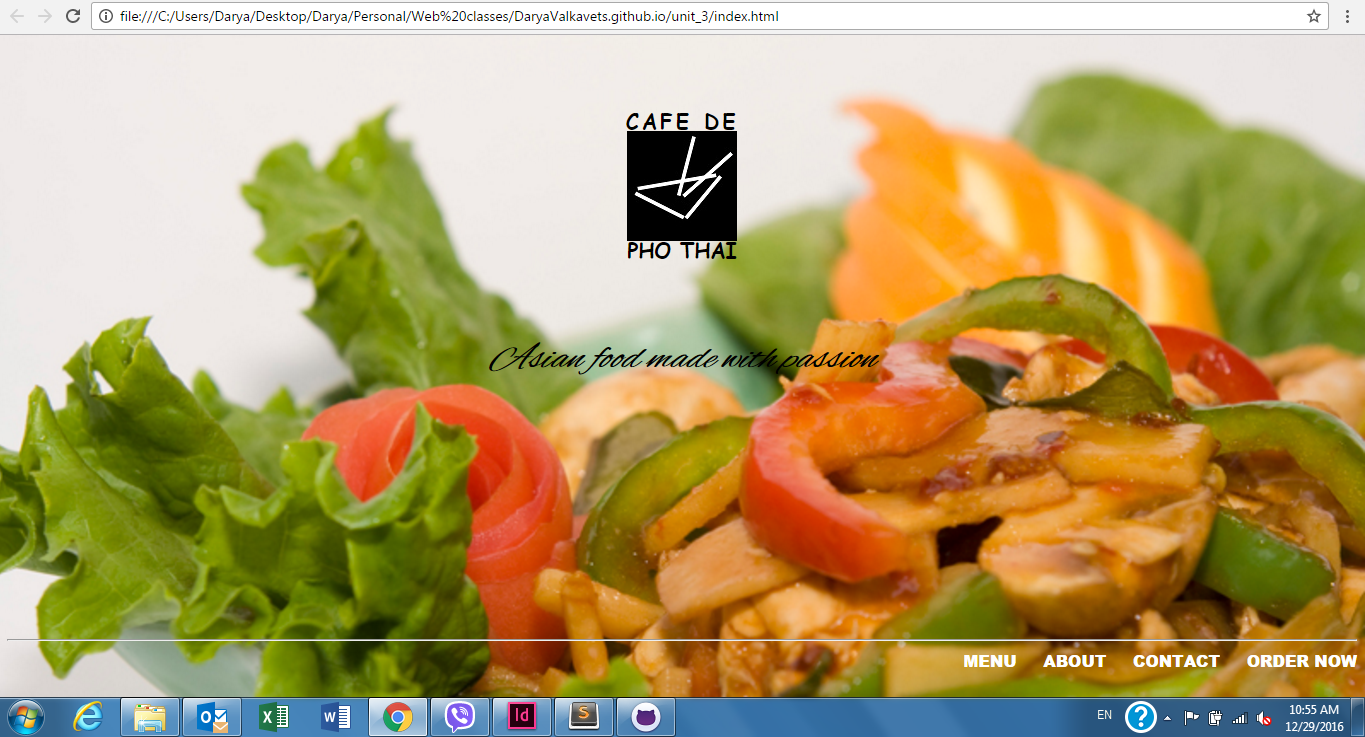 file:///C:/Users/Darya/Desktop/Darya/Personal/Web%20classes/DaryaValkavets.github.io/unit_3/index.html
CAFE DE
PHO THAI
Asian food made with passion
MENU ABOUT CONTACT ORDER NOW
EN
10:55 AM
12/29/2016